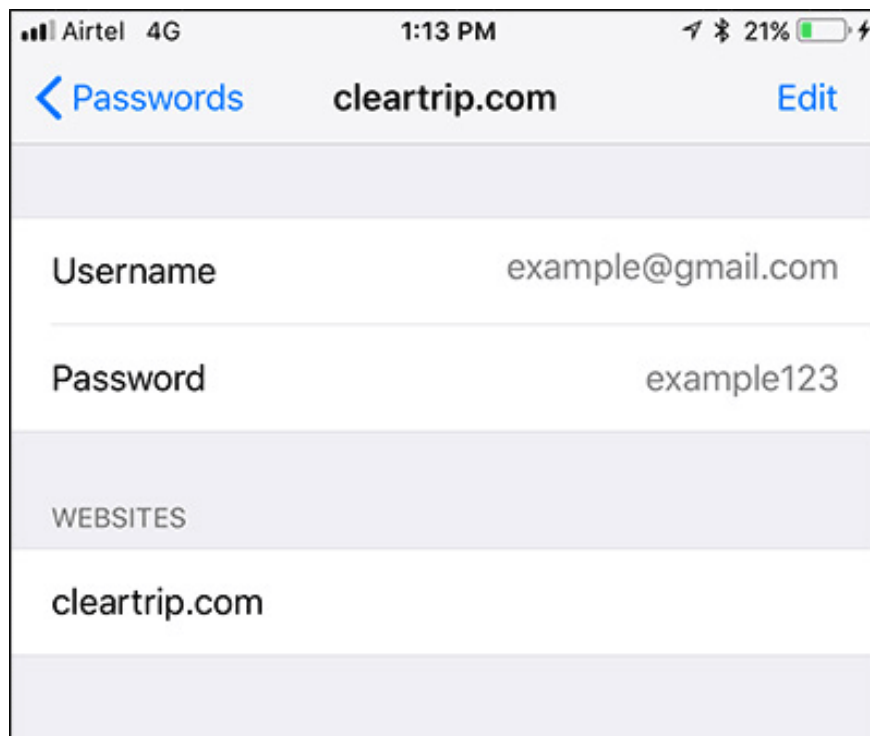 Airtel 4G 1:13 PM 21%
Passwords cleartrip.com Edit
Username example@gmail.com
Password example123
WEBSITES
cleartrip.com